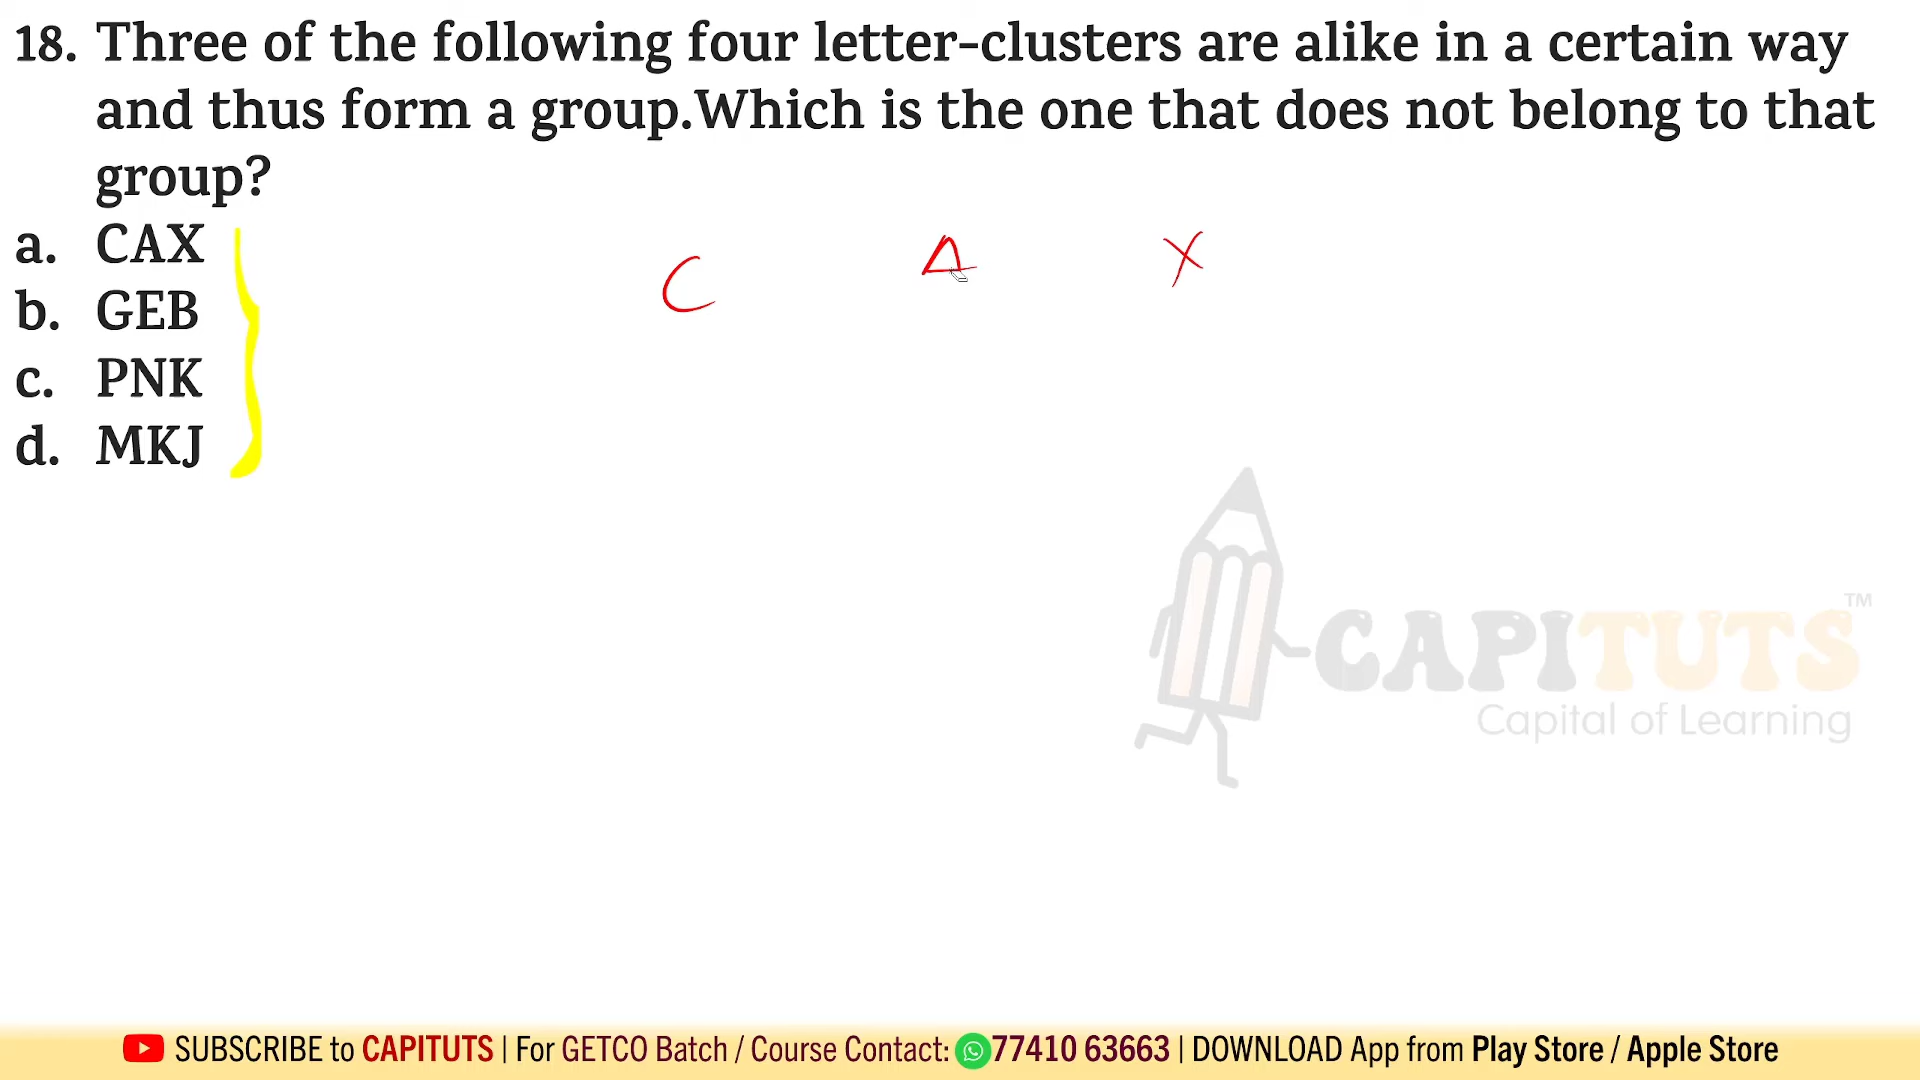 18. Three of the following four letter-clusters are alike in a certain way
and thus form a group.Which is the one that does not belong to that
group?
a. CAX
b. GEB
c. PNK
d. MKJ
C A X
CAPITUTS TM
Capital of Learning
SUBSCRIBE to CAPITUTS | For GETCO Batch / Course Contact: 77410 63663 | DOWNLOAD App from Play Store / Apple Store